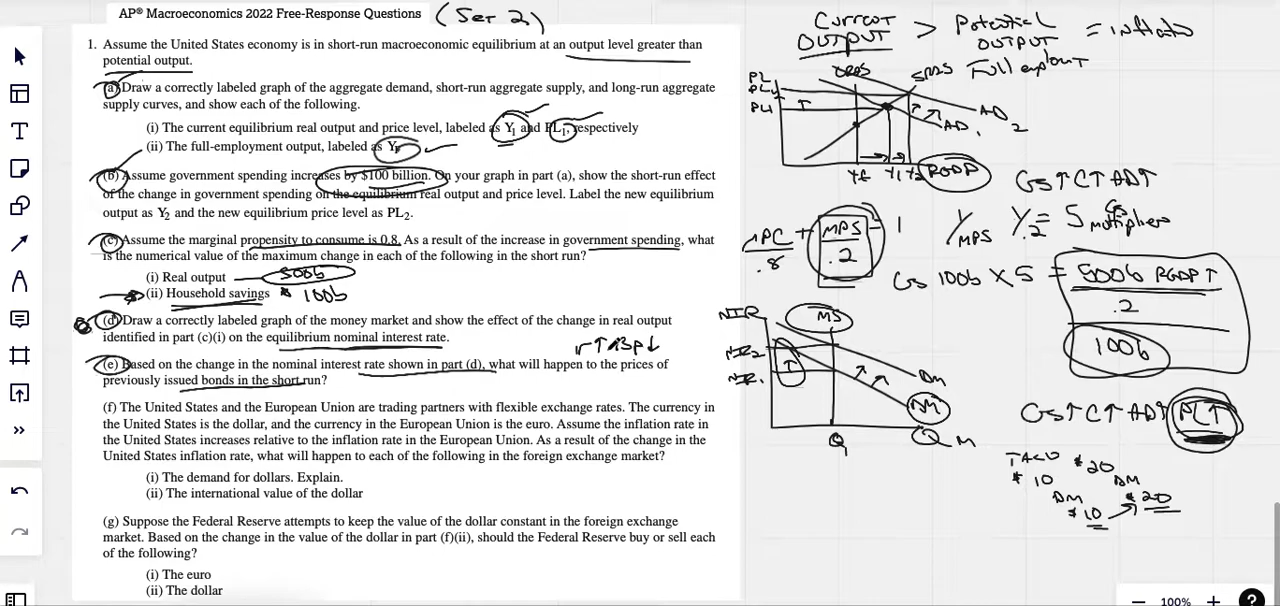 AP® Macroeconomics 2022 Free-Response Questions (Set 2)
1. Assume the United States economy is in short-run macroeconomic equilibrium at an output level greater than
potential output.
(a) Draw a correctly labeled graph of the aggregate demand, short-run aggregate supply, and long-run aggregate
supply curves, and show each of the following.
(i) The current equilibrium real output and price level, labeled as Y1 and PL1, respectively
(ii) The full-employment output, labeled as YF
(b) Assume government spending increases by $100 billion. On your graph in part (a), show the short-run effect
of the change in government spending on the equilibrium real output and price level. Label the new equilibrium
output as Y2 and the new equilibrium price level as PL2.
(c) Assume the marginal propensity to consume is 0.8. As a result of the increase in government spending, what
is the numerical value of the maximum change in each of the following in the short run?
(i) Real output 500b
(ii) Household savings $ 100b
(d) Draw a correctly labeled graph of the money market and show the effect of the change in real output
identified in part (c)(i) on the equilibrium nominal interest rate.
r↑ BP↓
(e) Based on the change in the nominal interest rate shown in part (d), what will happen to the prices of
previously issued bonds in the short run?
(f) The United States and the European Union are trading partners with flexible exchange rates. The currency in
the United States is the dollar, and the currency in the European Union is the euro. Assume the inflation rate in
the United States increases relative to the inflation rate in the European Union. As a result of the change in the
United States inflation rate, what will happen to each of the following in the foreign exchange market?
(i) The demand for dollars. Explain.
(ii) The international value of the dollar
(g) Suppose the Federal Reserve attempts to keep the value of the dollar constant in the foreign exchange
market. Based on the change in the value of the dollar in part (f)(ii), should the Federal Reserve buy or sell each
of the following?
(i) The euro
(ii) The dollar
Current OUTPUT > Potential OUTPUT
Full employ OUT
PL
LRAS
SRAS
PL1
AD2
AD1
YF Y1 Y2 RGDP
GS↑ C↑ AD↑
MPC + MPS = 1
.8 .2
1/MPS 1/.2 = 5 GS Multiplier
GS 100b X 5 = 500b RGDP ↑
.2
100b
NIR
MS
NIR2
NIR1
DM
DM
Q
Q M
GS↑ C↑ AD↑ PL↑
TACO $20
$10
DM
DM
$10
$20
100%